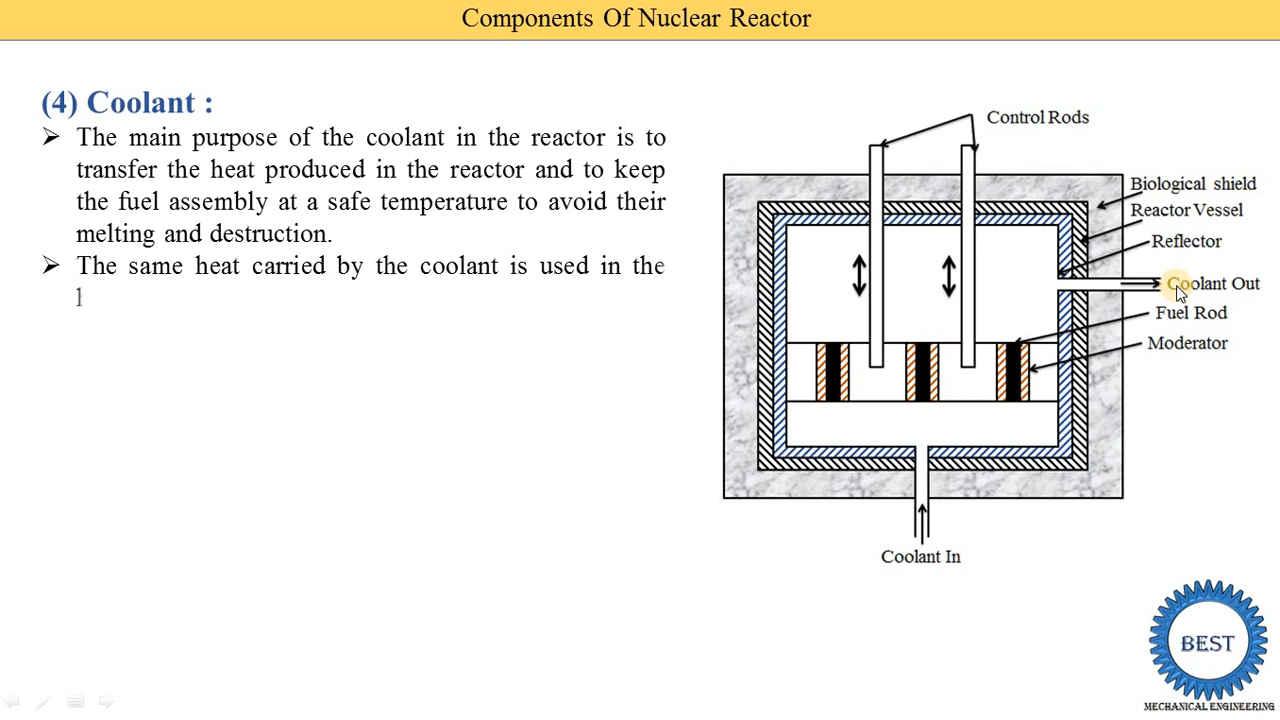 Components Of Nuclear Reactor
(4) Coolant :
➢ The main purpose of the coolant in the reactor is to
transfer the heat produced in the reactor and to keep
the fuel assembly at a safe temperature to avoid their
melting and destruction.
➢ The same heat carried by the coolant is used in the
Control Rods
Biological shield
Reactor Vessel
Reflector
Coolant Out
Fuel Rod
Moderator
Coolant In
BEST
MECHANICAL ENGINEERING